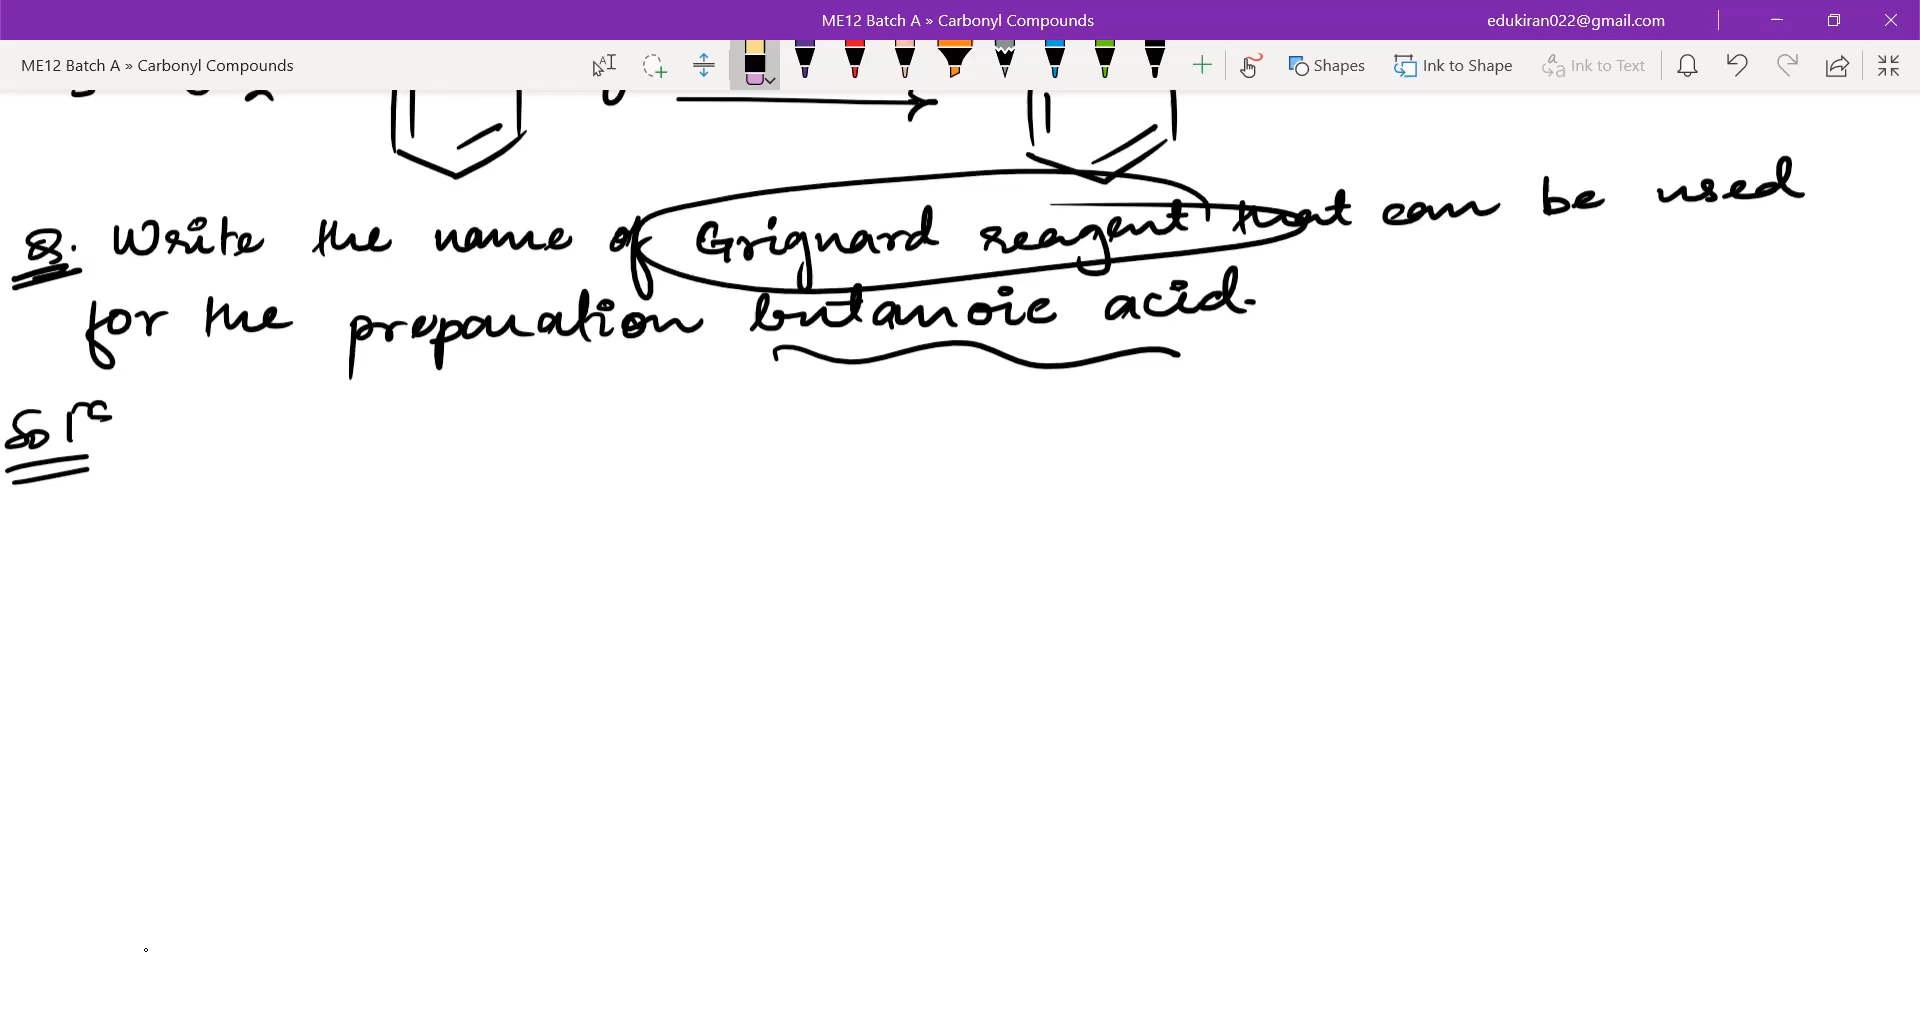 ME12 Batch A » Carbonyl Compounds
edukiran022@gmail.com
ME12 Batch A » Carbonyl Compounds
Shapes
Ink to Shape
Ink to Text
Q. Write the name of Grignard reagent that can be used
for the preparation butanoic acid.
Soln